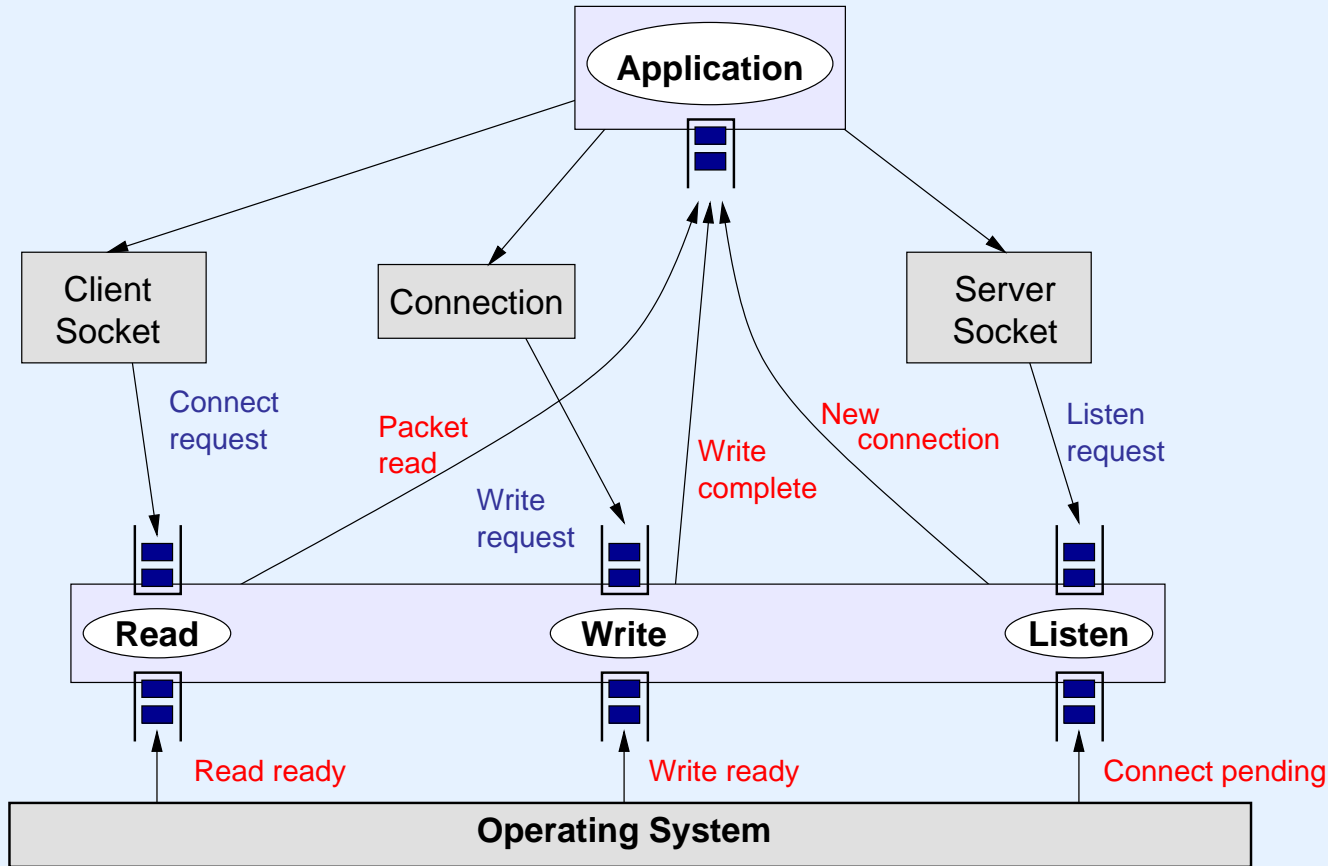 Application
Client
Socket
Connection
Server
Socket
Connect
request
Packet
read
Write
request
Write
complete
New
connection
Listen
request
Read
Write
Listen
Read ready
Write ready
Connect pending
Operating System